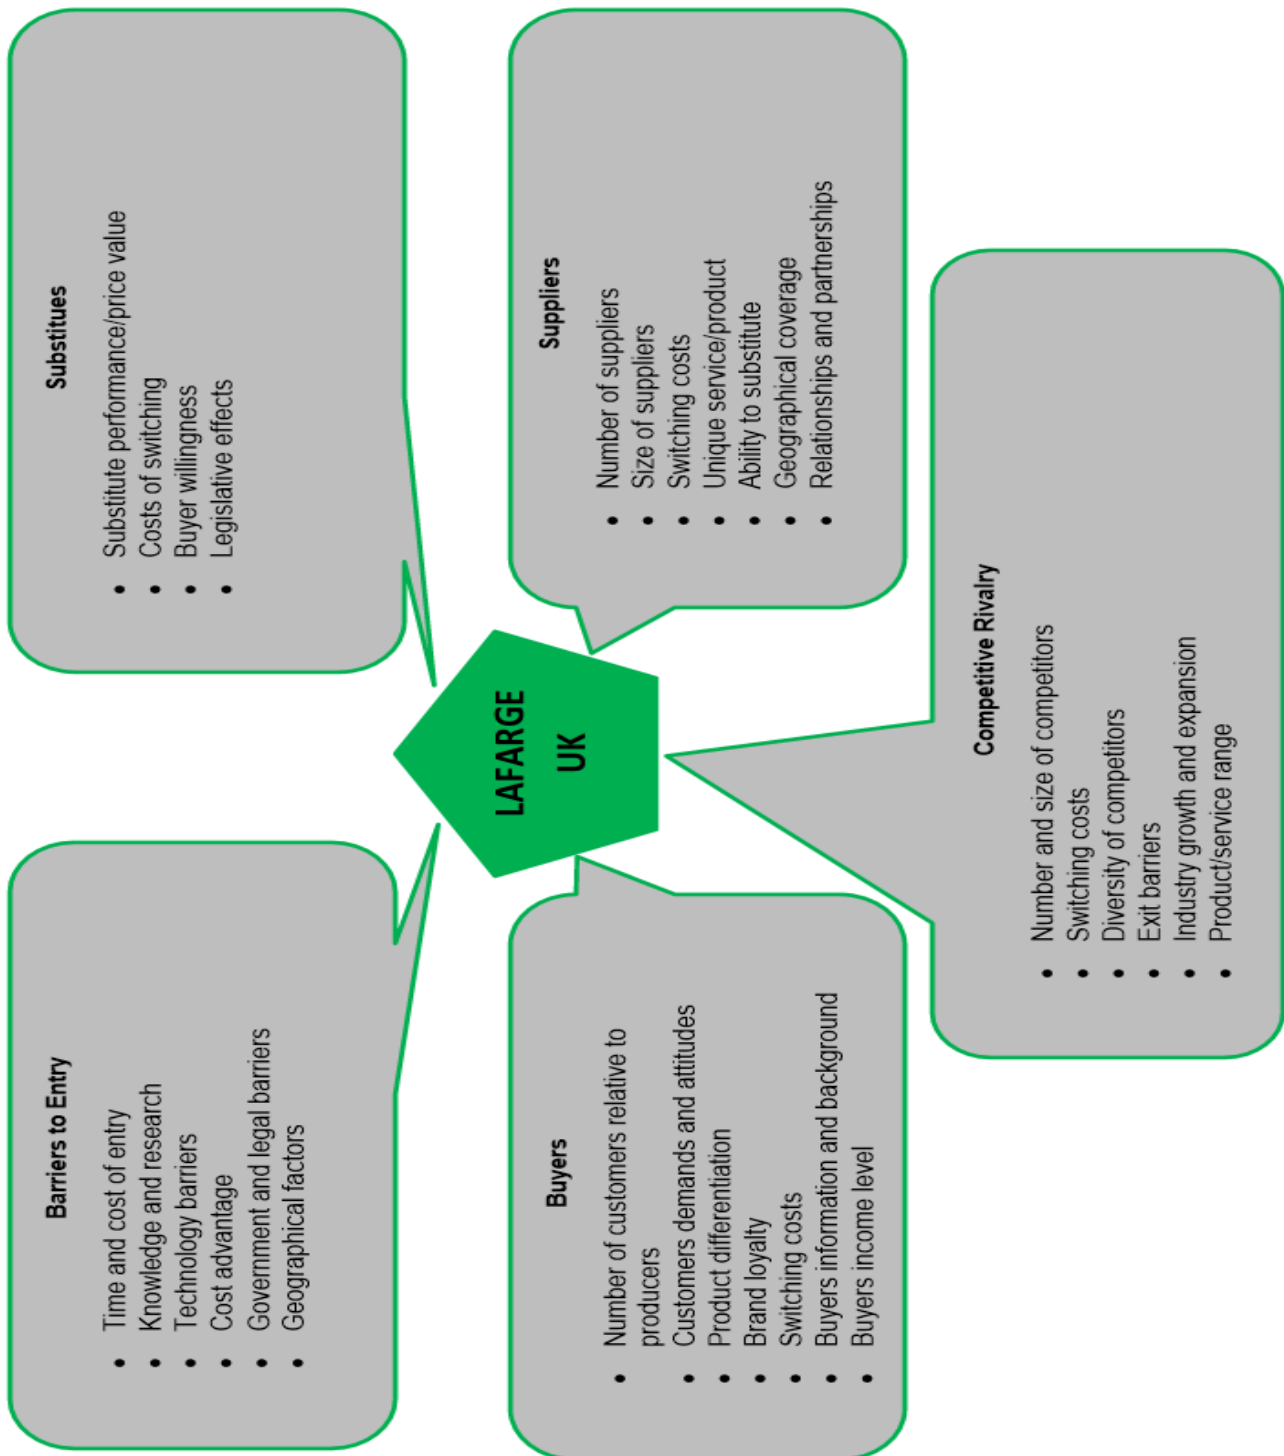 Barriers to Entry
• Time and cost of entry
• Knowledge and research
• Technology barriers
• Cost advantage
• Government and legal barriers
• Geographical factors
Substitues
• Substitute performance/price value
• Costs of switching
• Buyer willingness
• Legislative effects
LAFARGE
UK
Buyers
• Number of customers relative to
producers
• Customers demands and attitudes
• Product differentiation
• Brand loyalty
• Switching costs
• Buyers information and background
• Buyers income level
Suppliers
• Number of suppliers
• Size of suppliers
• Switching costs
• Unique service/product
• Ability to substitute
• Geographical coverage
• Relationships and partnerships
Competitive Rivalry
• Number and size of competitors
• Switching costs
• Diversity of competitors
• Exit barriers
• Industry growth and expansion
• Product/service range